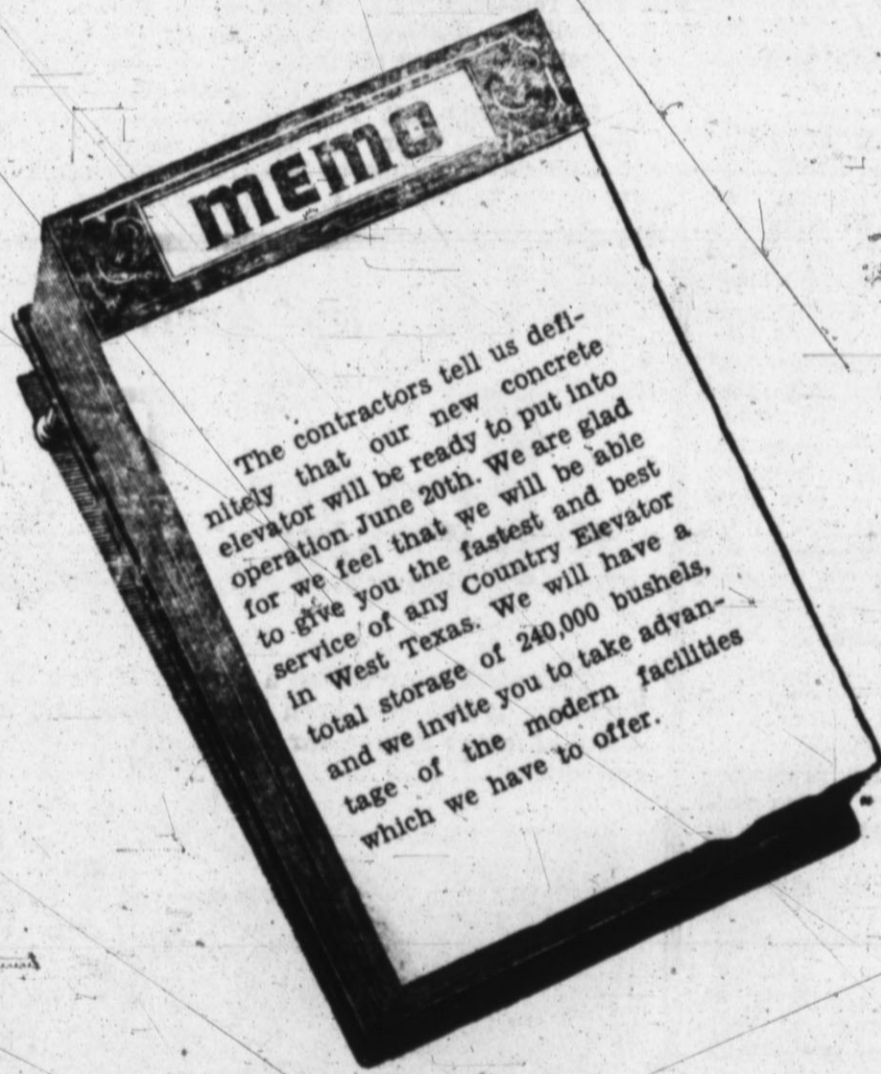 MEMO
The contractors tell us defi-
nitely that our new concrete
elevator will be ready to put into
operation June 20th. We are glad
for we feel that we will be able
to give you the fastest and best
service of any Country Elevator
in West Texas. We will have a
total storage of 240,000 bushels,
and we invite you to take advan-
tage of the modern facilities
which we have to offer.